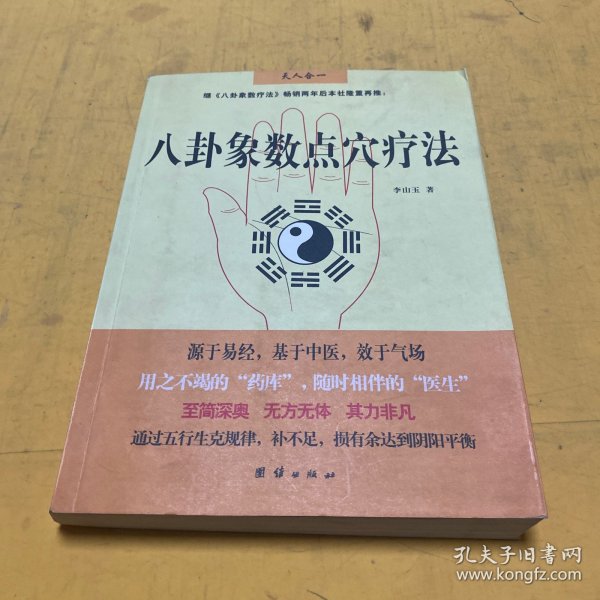 天人合一
继《八卦象数疗法》畅销两年后本社隆重再推：
八卦象数点穴疗法
李山玉 著
源于易经，基于中医，效于气场
用之不竭的“药库”，随时相伴的“医生”
至简深奥 无方无体 其力非凡
通过五行生克规律，补不足，损有余达到阴阳平衡
团结出版社
孔夫子旧书网
www.kongfz.com